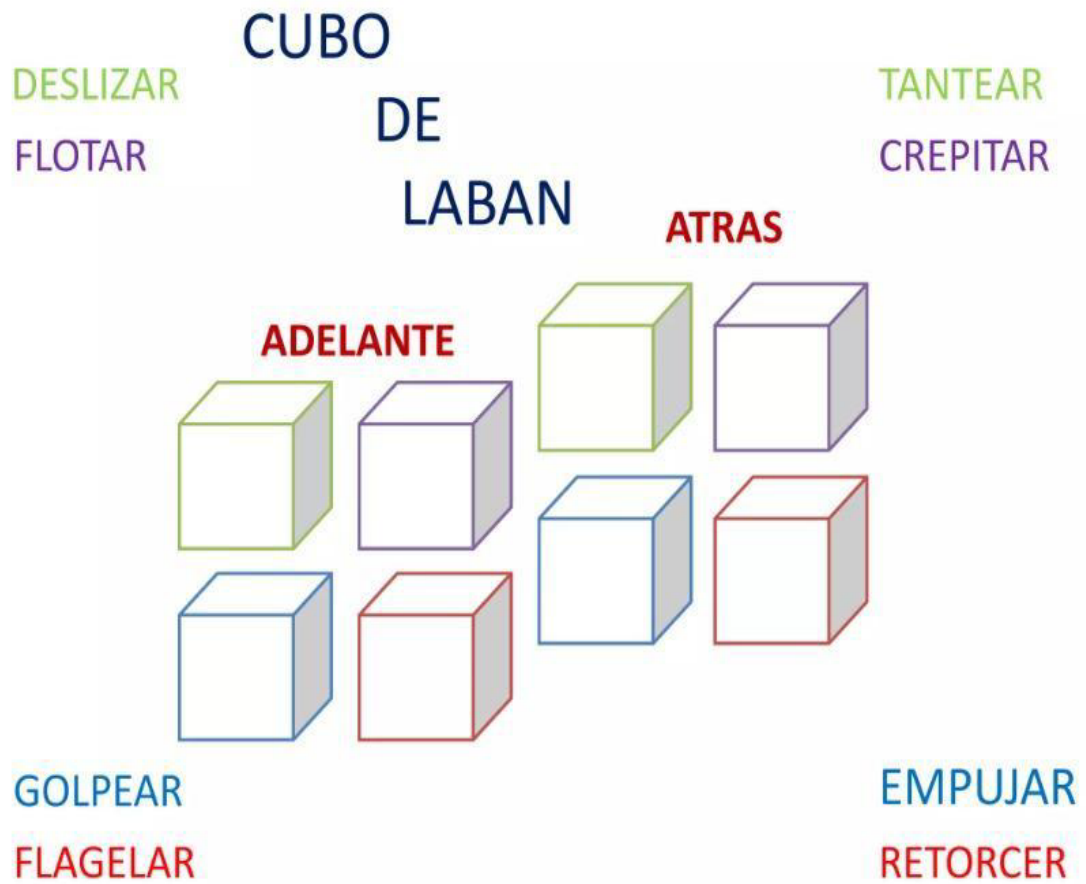 CUBO
DE
LABAN
DESLIZAR
FLOTAR
TANTEAR
CREPITAR
ATRAS
ADELANTE
GOLPEAR
FLAGELAR
EMPUJAR
RETORCER